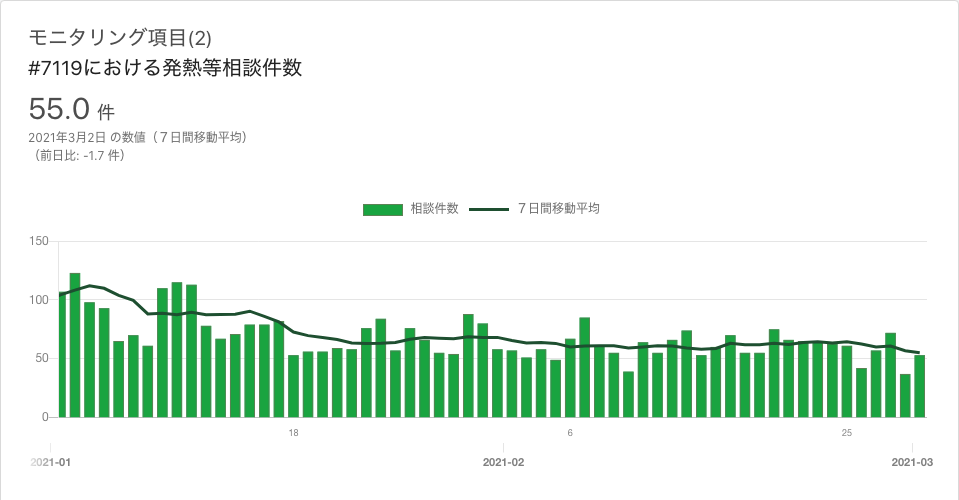 モニタリング項目(2)
#7119における発熱等相談件数
55.0 件
2021年3月2日 の数値（７日間移動平均）
（前日比: -1.7 件）
相談件数 ７日間移動平均
150
100
50
0
18 6 25
2021-01 2021-02 2021-03